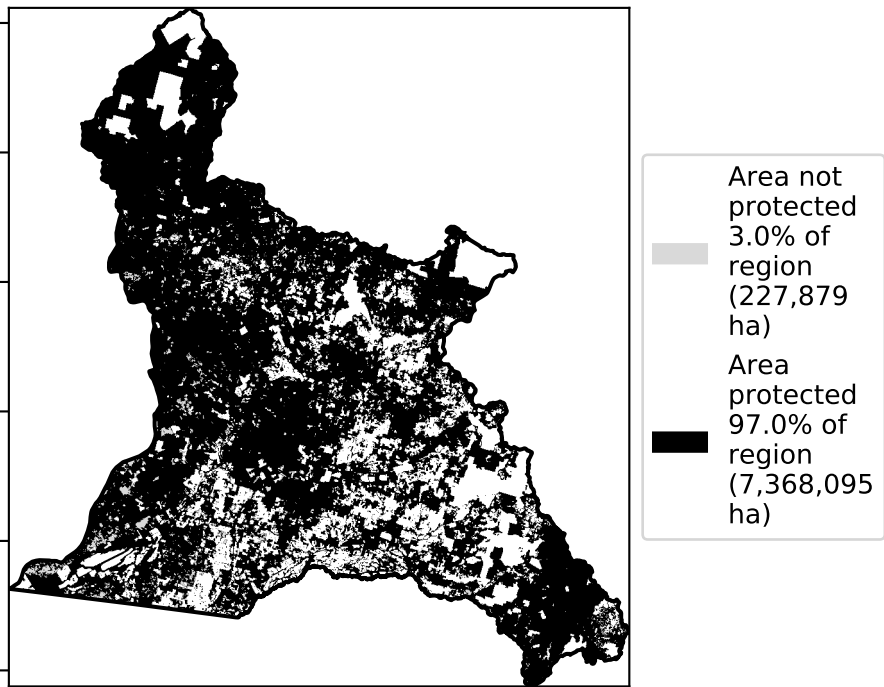 Area not
protected
3.0% of
region
(227,879
ha)
Area
protected
97.0% of
region
(7,368,095
ha)